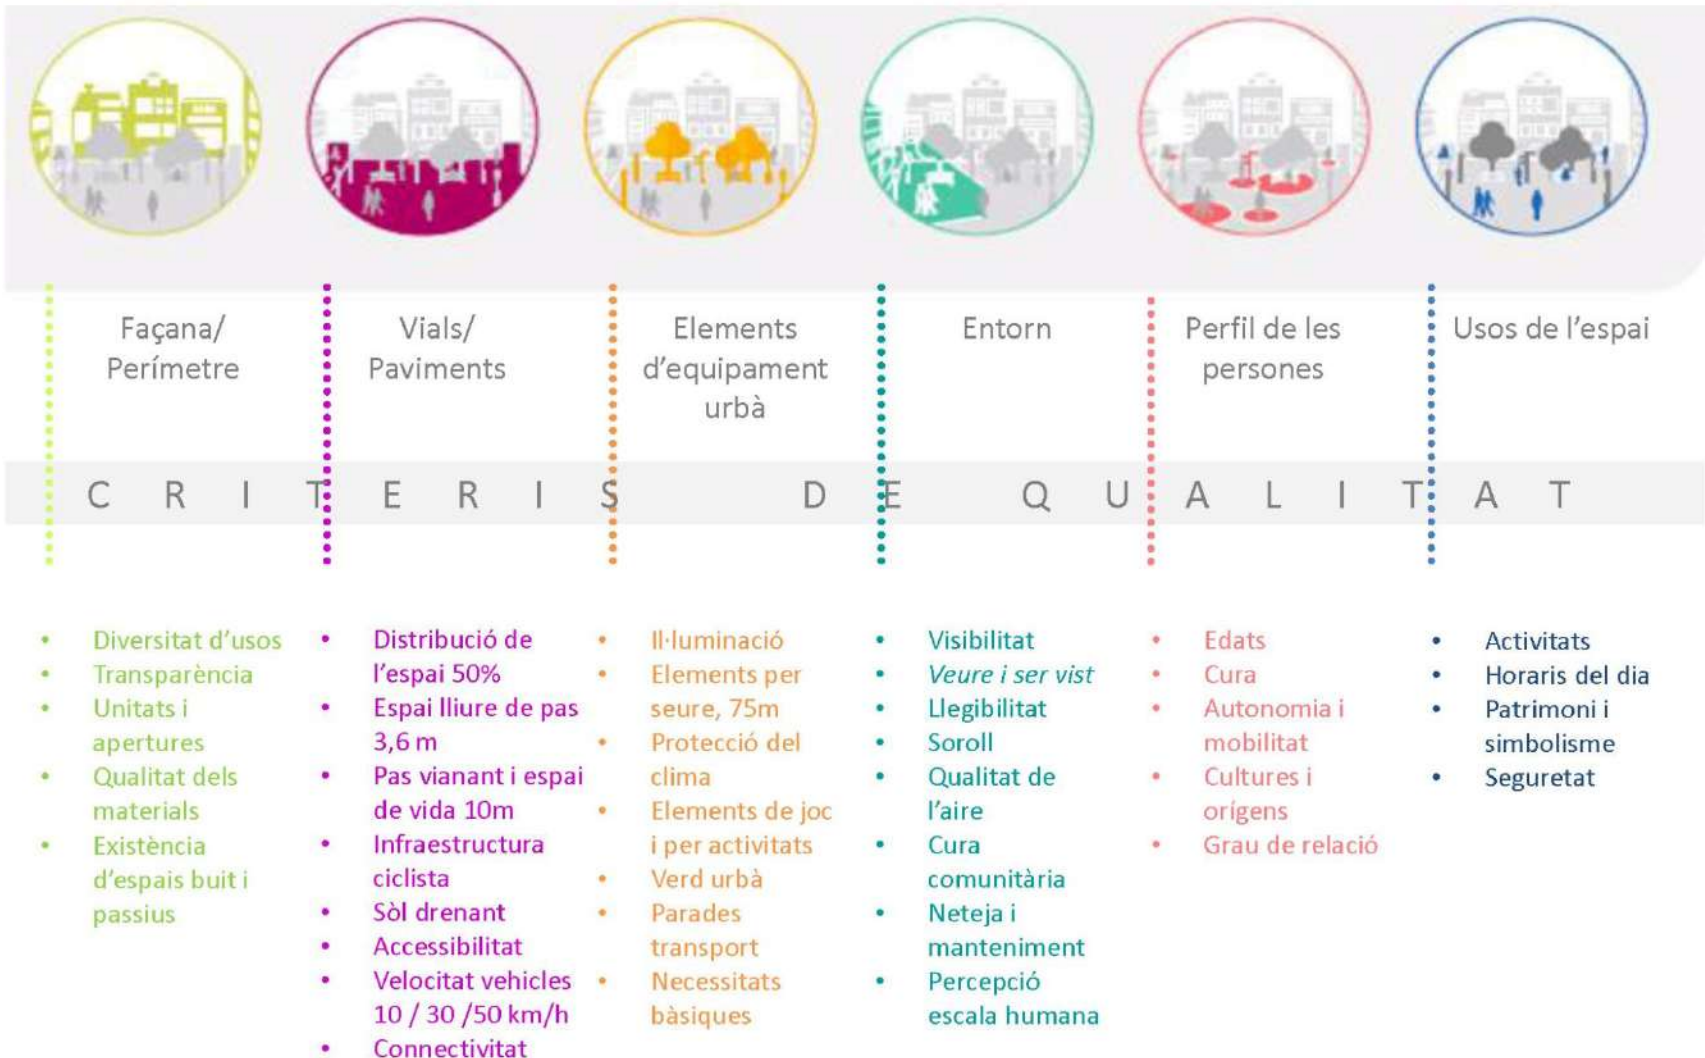 Façana/
Perímetre
Vials/
Paviments
Elements
d'equipament
urbà
Entorn
Perfil de les
persones
Usos de l'espai
CRITERIS DE QUALITAT
• Diversitat d'usos
• Transparència
• Unitats i
apertures
• Qualitat dels
materials
• Existència
d'espais buit i
passius
• Distribució de
l'espai 50%
• Espai lliure de pas
3,6 m
• Pas vianant i espai
de vida 10m
• Infraestructura
ciclista
• Sòl drenant
• Accessibilitat
• Velocitat vehicles
10 / 30 /50 km/h
• Connectivitat
• Il·luminació
• Elements per
seure, 75m
• Protecció del
clima
• Elements de joc
i per activitats
• Verd urbà
• Parades
transport
• Necessitats
bàsiques
• Visibilitat
• Veure i ser vist
• Llegibilitat
• Soroll
• Qualitat de
l'aire
• Cura
comunitària
• Neteja i
manteniment
• Percepció
escala humana
• Edats
• Cura
• Autonomia i
mobilitat
• Cultures i
orígens
• Grau de relació
• Activitats
• Horaris del dia
• Patrimoni i
simbolisme
• Seguretat